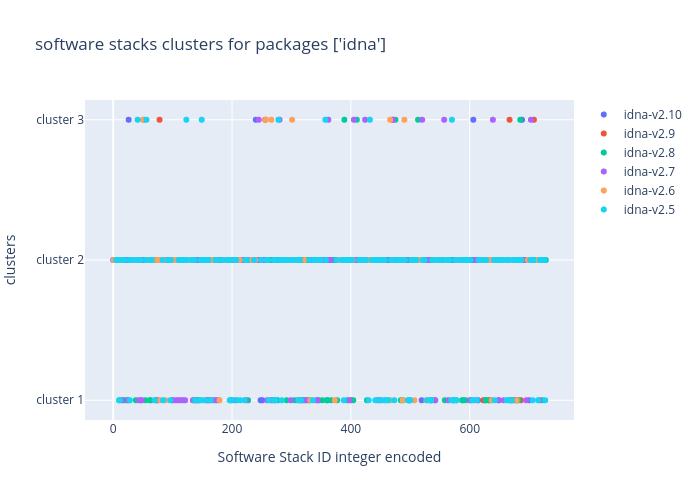 software stacks clusters for packages ['idna']
cluster 3
cluster 2
cluster 1
clusters
0
200
400
600
Software Stack ID integer encoded
idna-v2.10
idna-v2.9
idna-v2.8
idna-v2.7
idna-v2.6
idna-v2.5